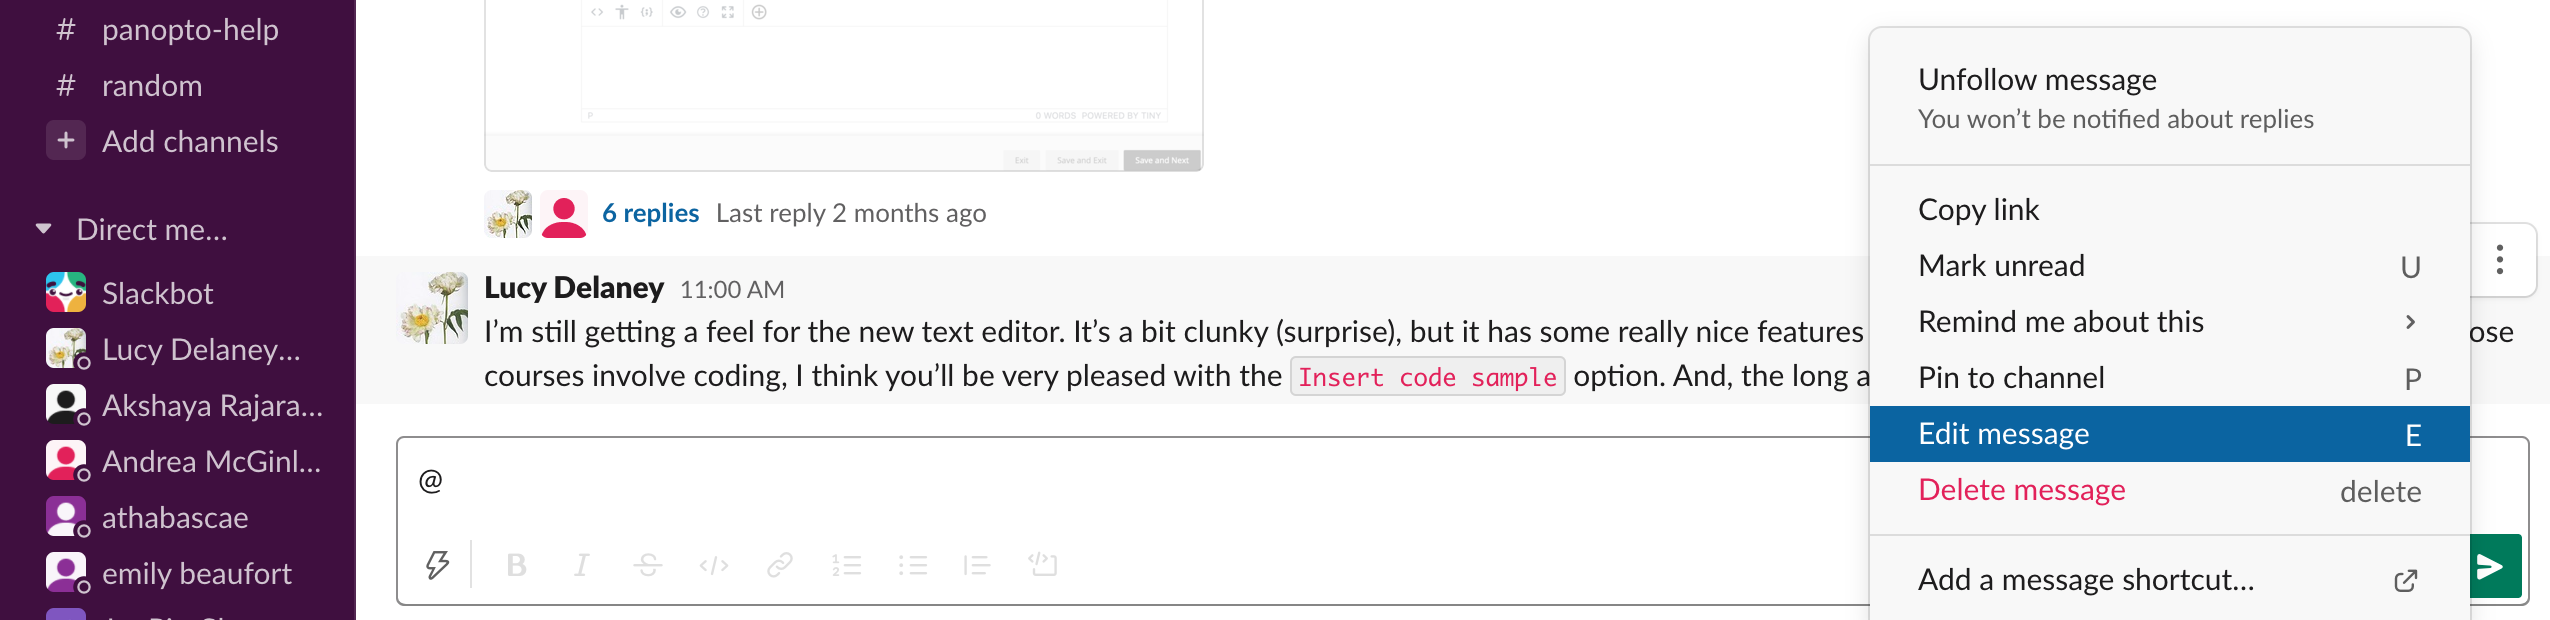 # panopto-help
# random
+ Add channels
Direct me...
Slackbot
Lucy Delaney...
Akshaya Rajara...
Andrea McGinl...
athabascae
emily beaufort
P
0 WORDS POWERED BY TINY
Exit Save and Exit Save and Next
6 replies Last reply 2 months ago
Lucy Delaney 11:00 AM
I'm still getting a feel for the new text editor. It's a bit clunky (surprise), but it has some really nice features
ose
courses involve coding, I think you'll be very pleased with the Insert code sample option. And, the long a
@
B I S </>
Unfollow message
You won't be notified about replies
Copy link
Mark unread U
Remind me about this >
Pin to channel P
Edit message E
Delete message delete
Add a message shortcut...